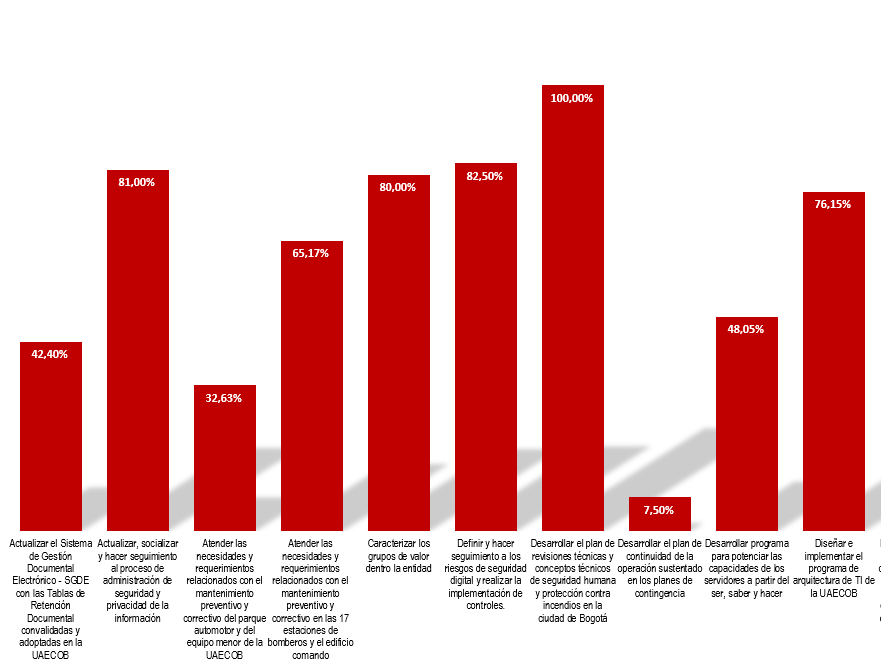 100,00%
82,50%
81,00%
80,00%
76,15%
65,17%
48,05%
42,40%
32,63%
7,50%
Actualizar el Sistema
de Gestión
Documental
Electrónico - SGDE
con las Tablas de
Retención
Documental
convalidadas y
adoptadas en la
UAECOB
Actualizar, socializar
y hacer seguimiento
al proceso de
administración de
seguridad y
privacidad de la
información
Atender las
necesidades y
requerimientos
relacionados con el
mantenimiento
preventivo y
correctivo del parque
automotor y del
equipo menor de la
UAECOB
Atender las
necesidades y
requerimientos
relacionados con el
mantenimiento
preventivo y
correctivo en las 17
estaciones de
bomberos y el edificio
comando
Caracterizar los
grupos de valor
dentro la entidad
Definir y hacer
seguimiento a los
riesgos de seguridad
digital y realizar la
implementación de
controles.
Desarrollar el plan de
revisiones técnicas y
conceptos técnicos
de seguridad humana
y protección contra
incendios en la
ciudad de Bogotá
Desarrollar el plan de
continuidad de la
operación sustentado
en los planes de
contingencia
Desarrollar programa
para potenciar las
capacidades de los
servidores a partir del
ser, saber y hacer
Diseñar e
implementar el
programa de
arquitectura de TI de
la UAECOB